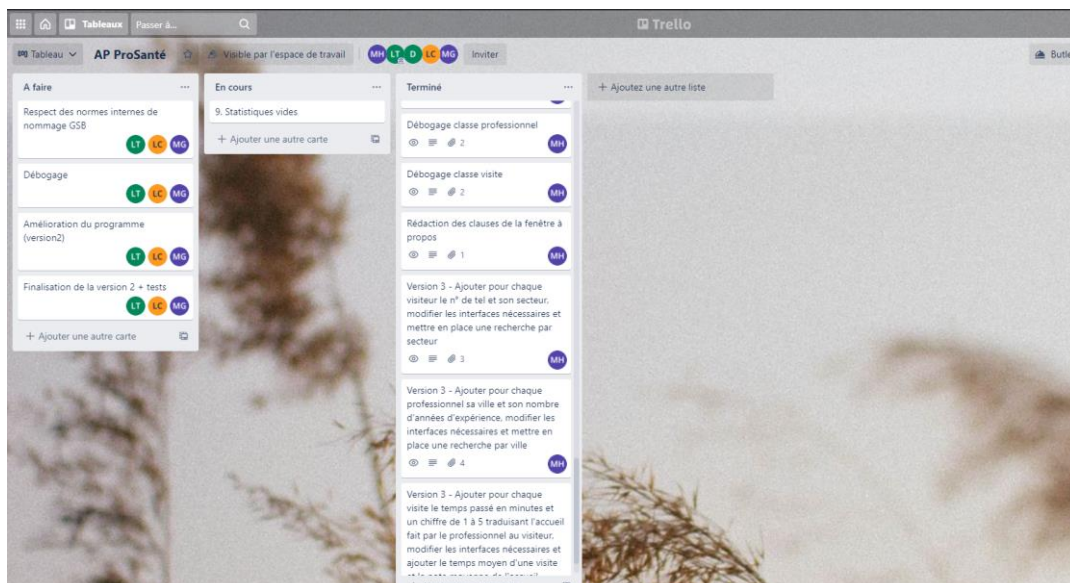 Tableaux Passer à...
Trello
Tableau AP ProSanté Visible par l'espace de travail MH LT D LC MG Inviter
A faire
Respect des normes internes de
nommage GSB
LT LC MG
Débogage
LT LC MG
Amélioration du programme
(version2)
LT LC MG
Finalisation de la version 2 + tests
LT LC MG
+ Ajouter une autre carte
En cours
9. Statistiques vides
+ Ajouter une autre carte
Terminé
Débogage classe professionnel
2 MH
Débogage classe visite
2 MH
Rédaction des clauses de la fenêtre à
propos
1 MH
Version 3 - Ajouter pour chaque
visiteur le n° de tel et son secteur,
modifier les interfaces nécessaires et
mettre en place une recherche par
secteur
3 MH
Version 3 - Ajouter pour chaque
professionnel sa ville et son nombre
d'années d'expérience, modifier les
interfaces nécessaires et mettre en
place une recherche par ville
4 MH
Version 3 - Ajouter pour chaque
visite le temps passé en minutes et
un chiffre de 1 à 5 traduisant l'accueil
fait par le professionnel au visiteur,
modifier les interfaces nécessaires et
ajouter le temps moyen d'une visite
+ Ajoutez une autre liste